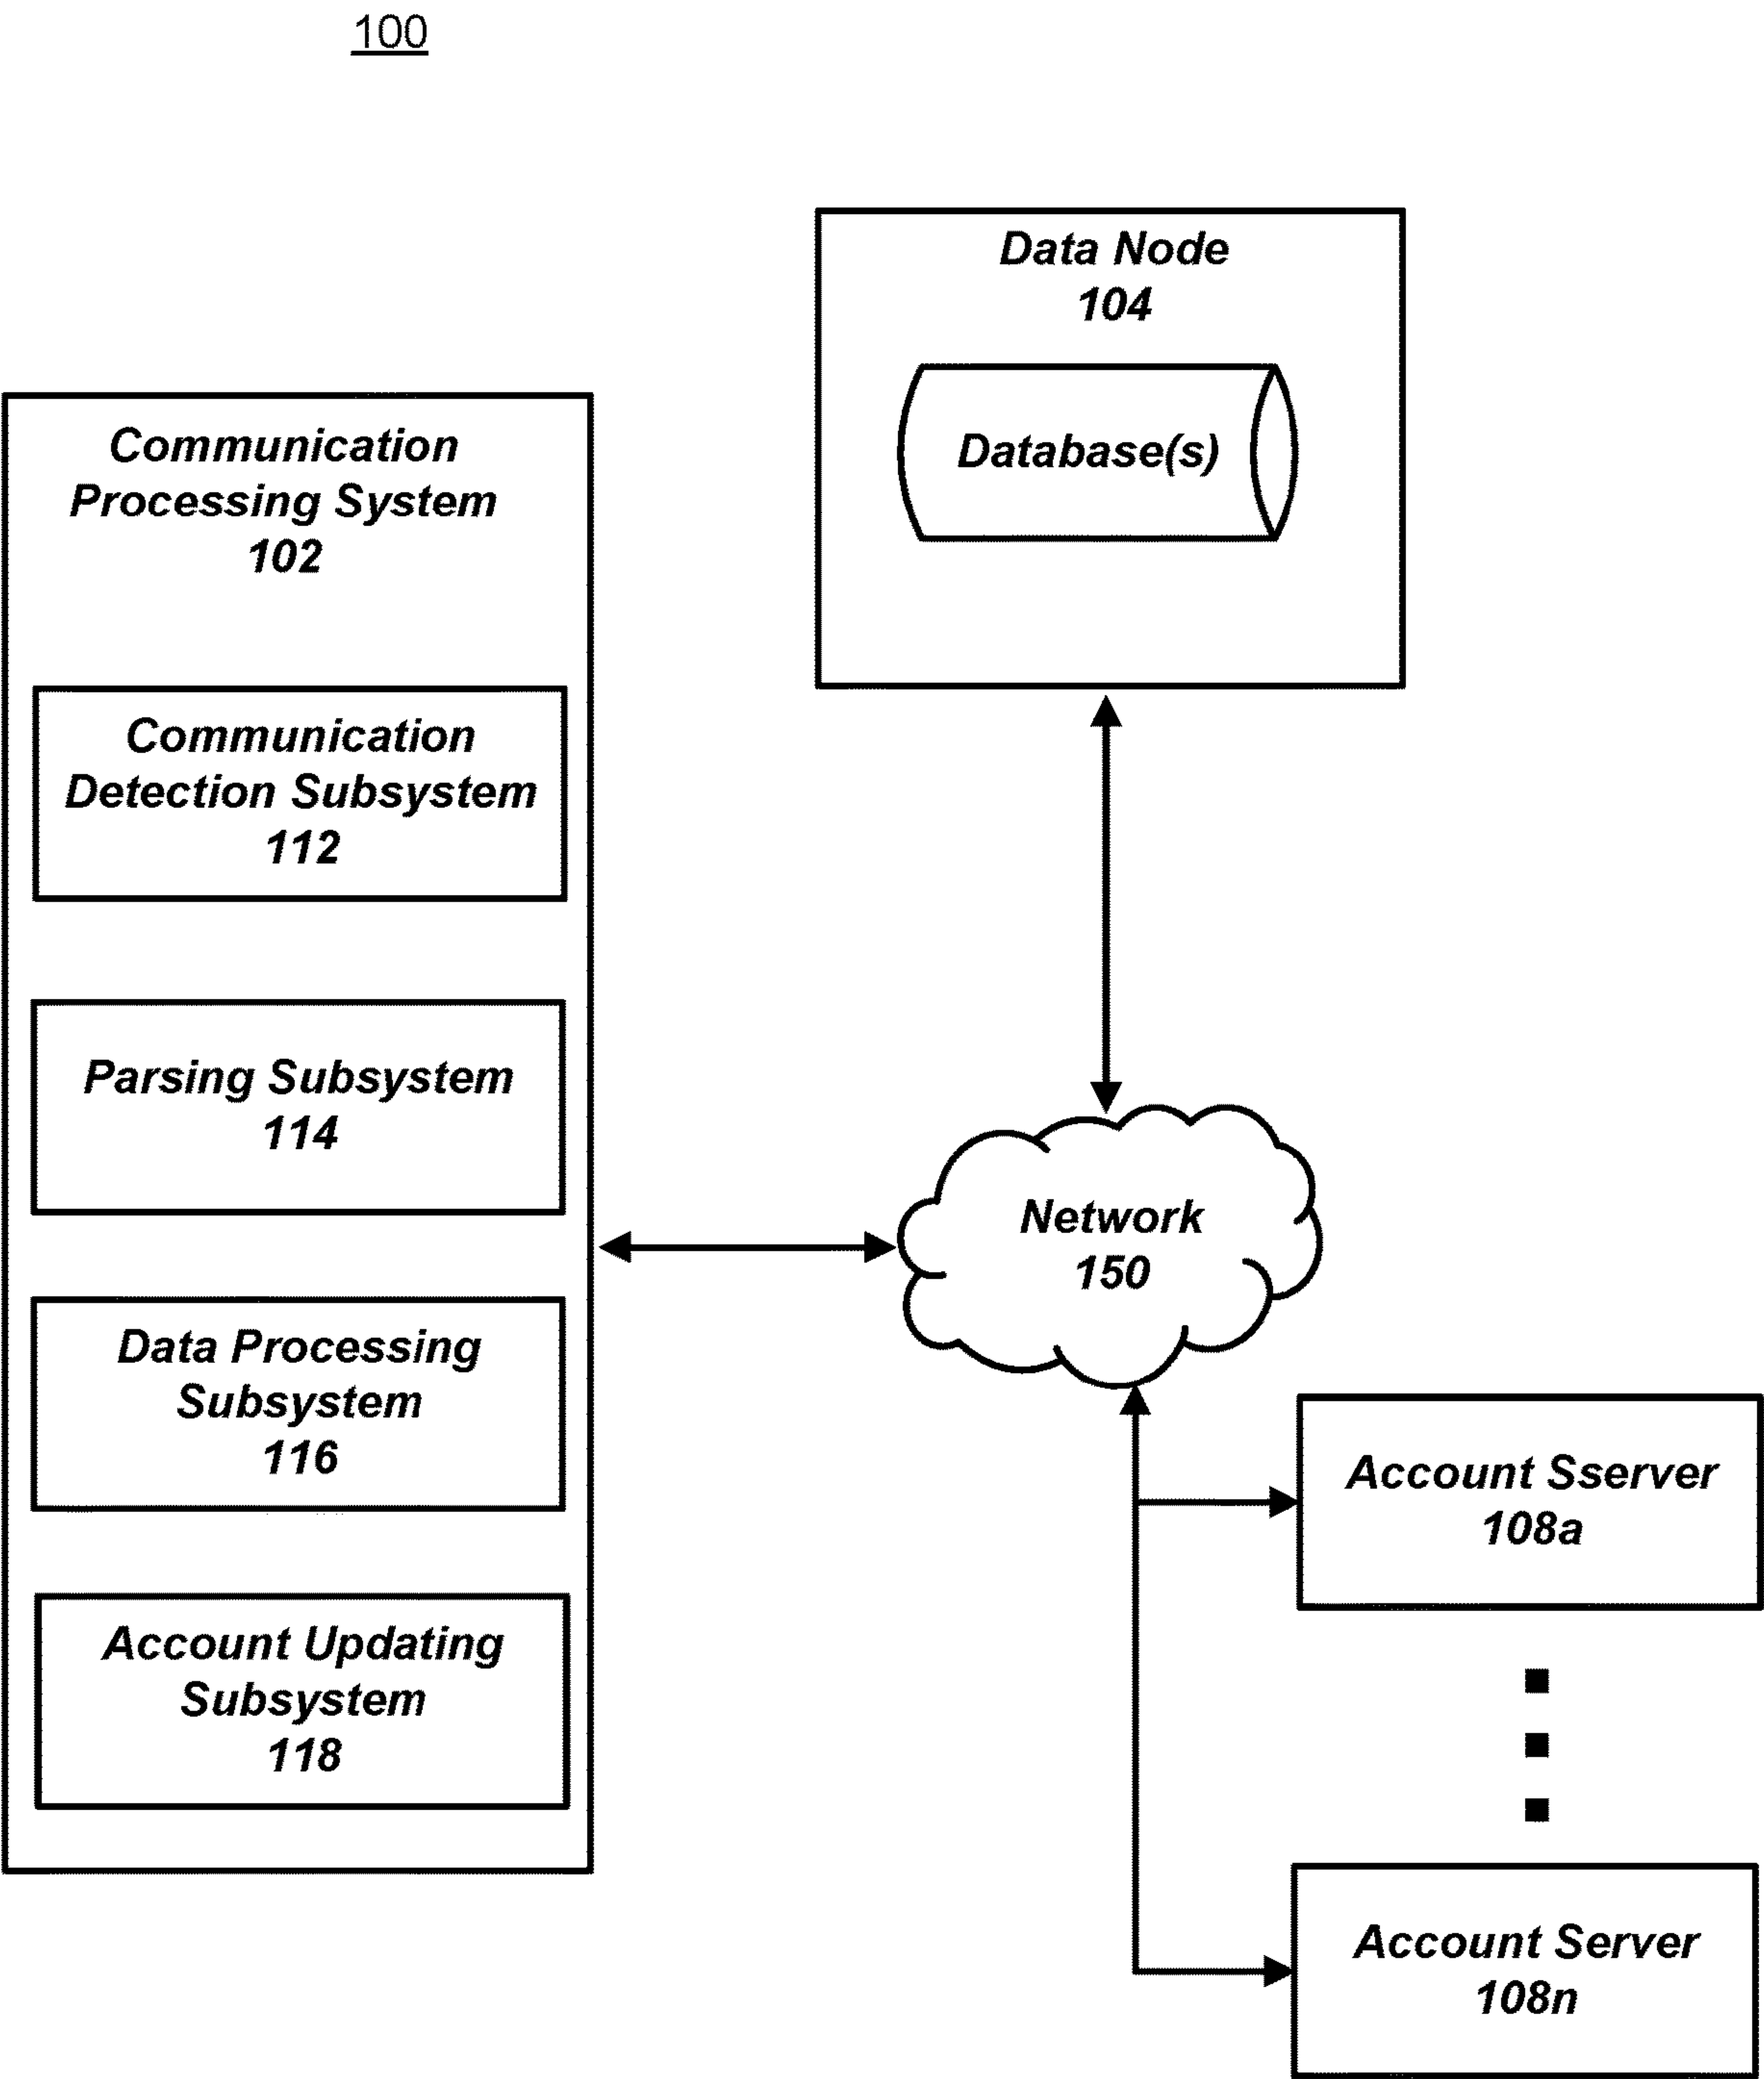 100
Data Node
104
Database(s)
Communication
Processing System
102
Communication
Detection Subsystem
112
Parsing Subsystem
114
Data Processing
Subsystem
116
Account Updating
Subsystem
118
Network
150
Account Sserver
108a
Account Server
108n